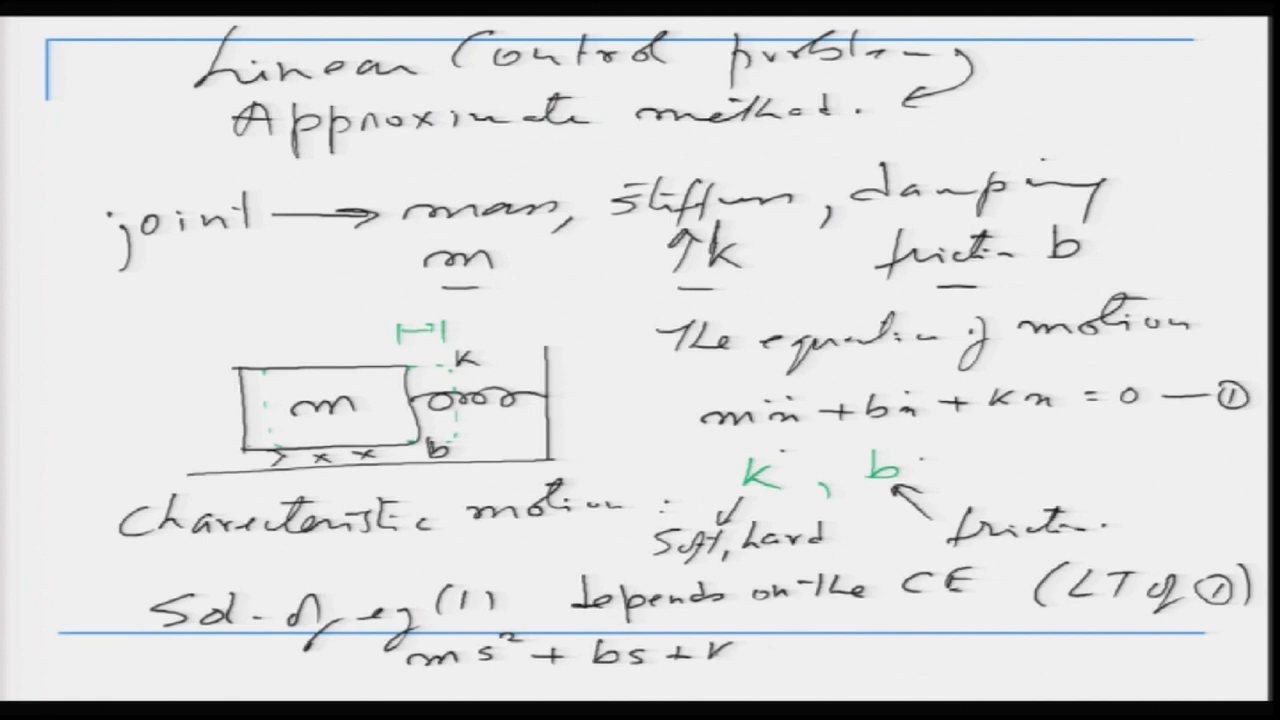 Linear Control problem
Approximate method.
joint → mass, stiffness, damping
m ↑k friction b
The equation of motion
k
m
mẍ + bẋ + kx = 0 — ①
x x b
k , b
Characteristic motion :
soft, hard friction.
Sol. of eq (1) depends on the CE (LT of ①)
ms² + bs + k